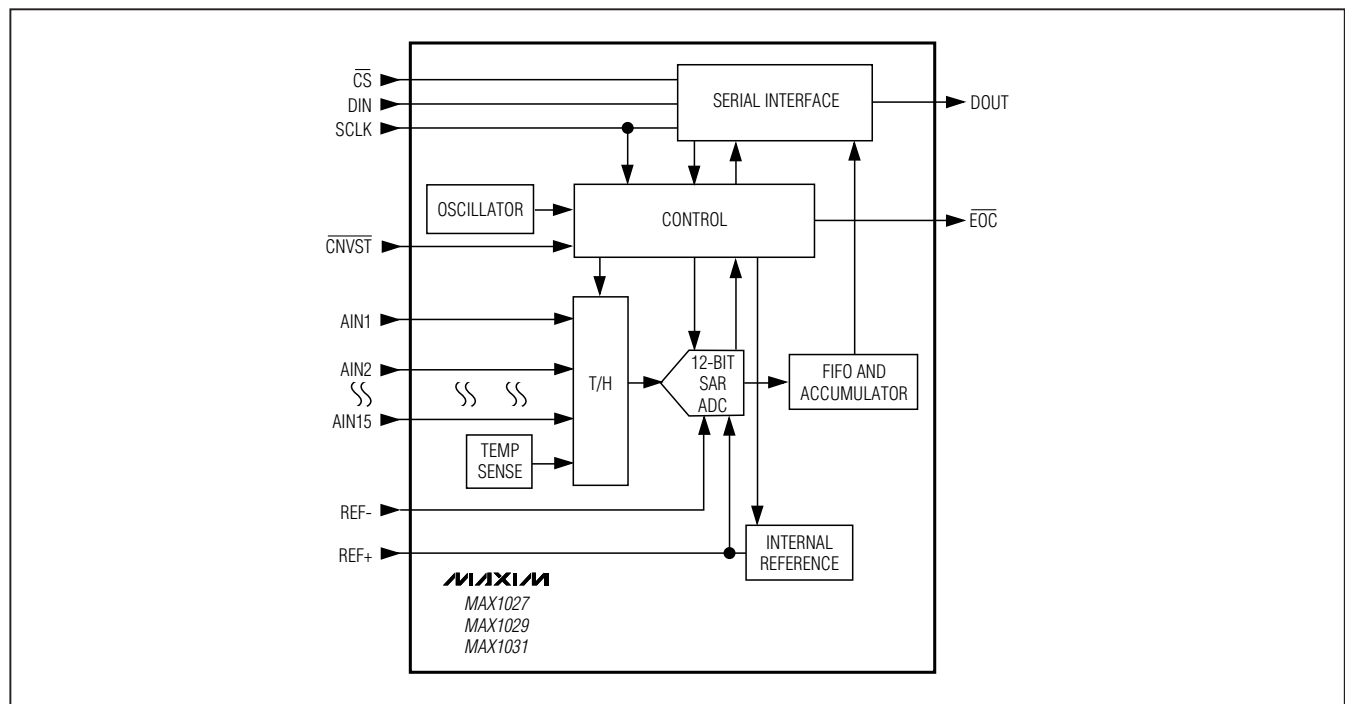 CS
DIN
SCLK
SERIAL INTERFACE
DOUT
OSCILLATOR
CONTROL
EOC
CNVST
AIN1
AIN2
AIN15
T/H
12-BIT
SAR
ADC
FIFO AND
ACCUMULATOR
TEMP
SENSE
REF-
REF+
INTERNAL
REFERENCE
MAXIM
MAX1027
MAX1029
MAX1031